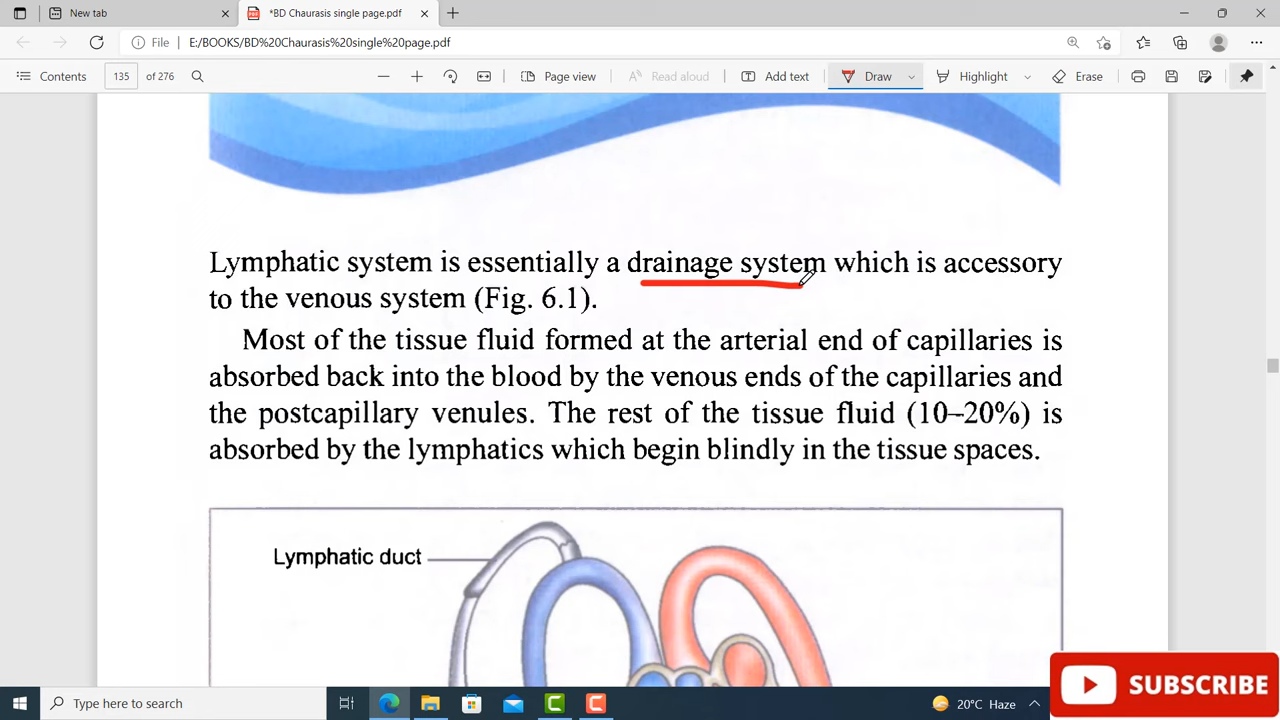 New tab
*BD Chaurasis single page.pdf
File E:/BOOKS/BD%20Chaurasis%20single%20page.pdf
Contents 135 of 276 Page view Read aloud Add text Draw Highlight Erase
Lymphatic system is essentially a drainage system which is accessory
to the venous system (Fig. 6.1).
Most of the tissue fluid formed at the arterial end of capillaries is
absorbed back into the blood by the venous ends of the capillaries and
the postcapillary venules. The rest of the tissue fluid (10–20%) is
absorbed by the lymphatics which begin blindly in the tissue spaces.
Lymphatic duct
SUBSCRIBE
Type here to search
20°C Haze